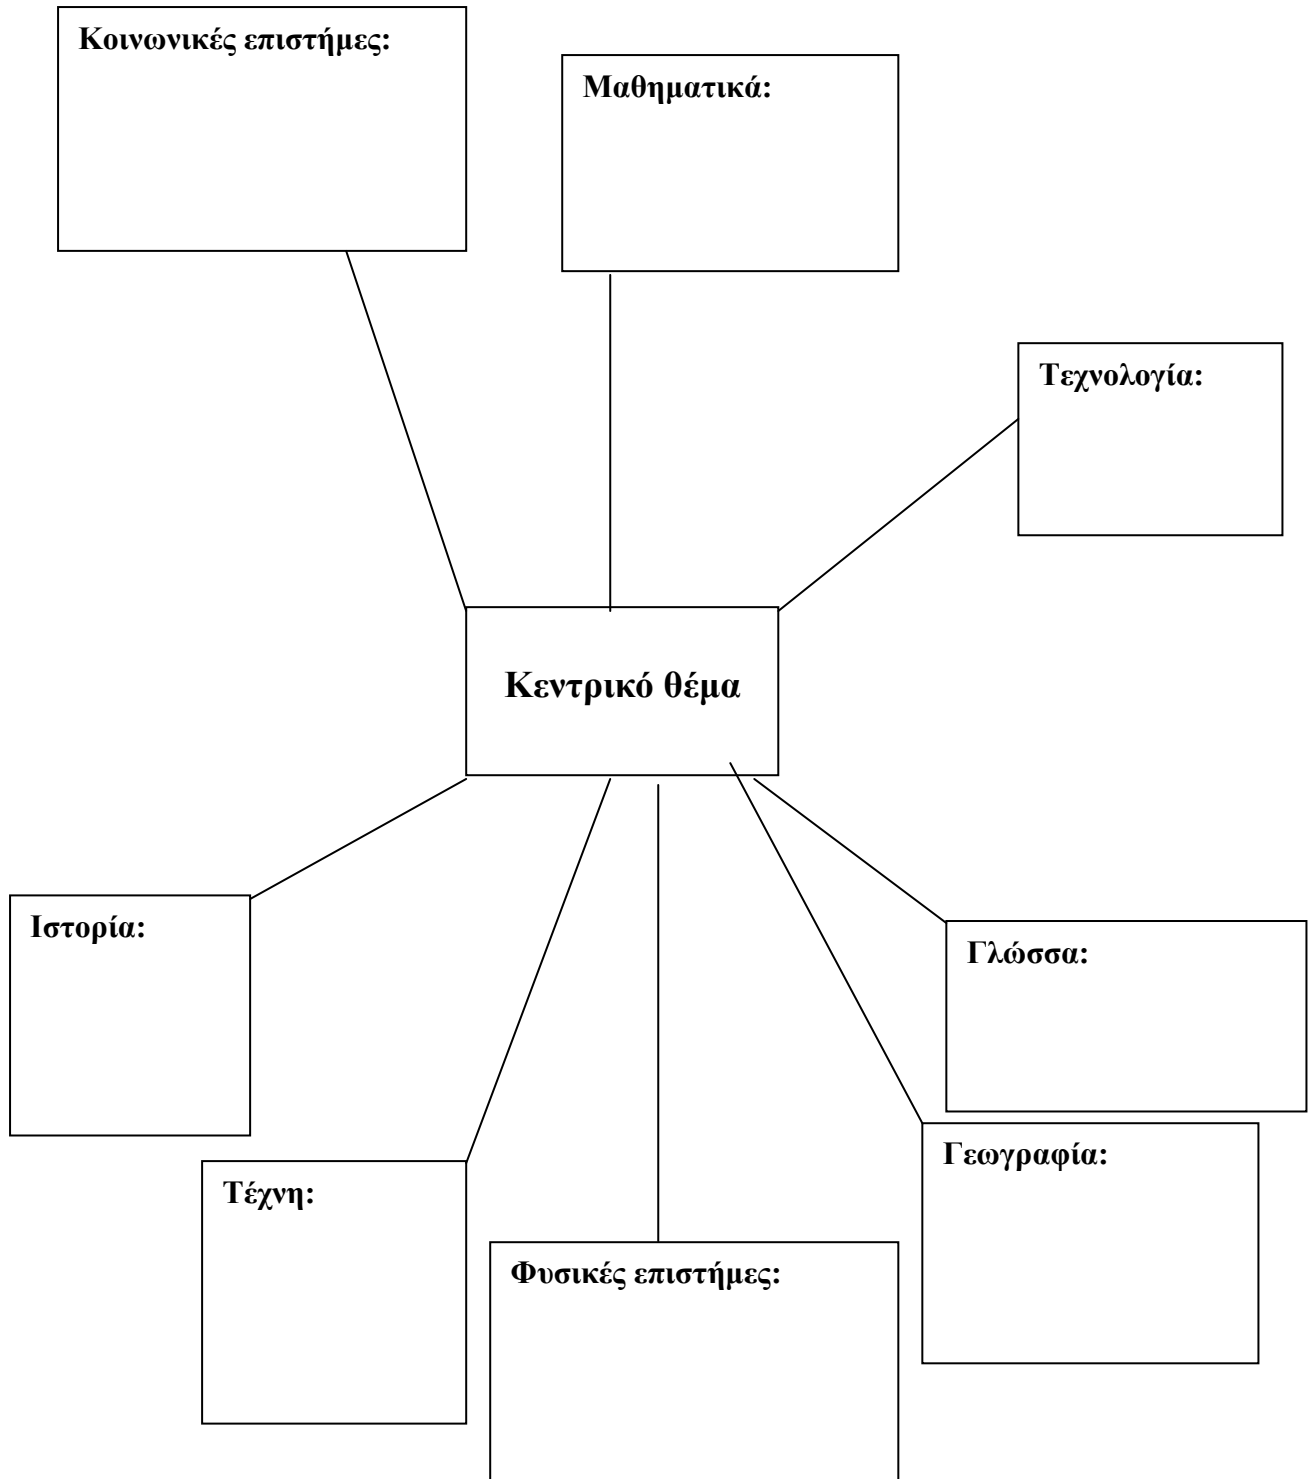 Κοινωνικές επιστήμες:
Μαθηματικά:
Τεχνολογία:
Κεντρικό θέμα
Ιστορία:
Γλώσσα:
Γεωγραφία:
Τέχνη:
Φυσικές επιστήμες: